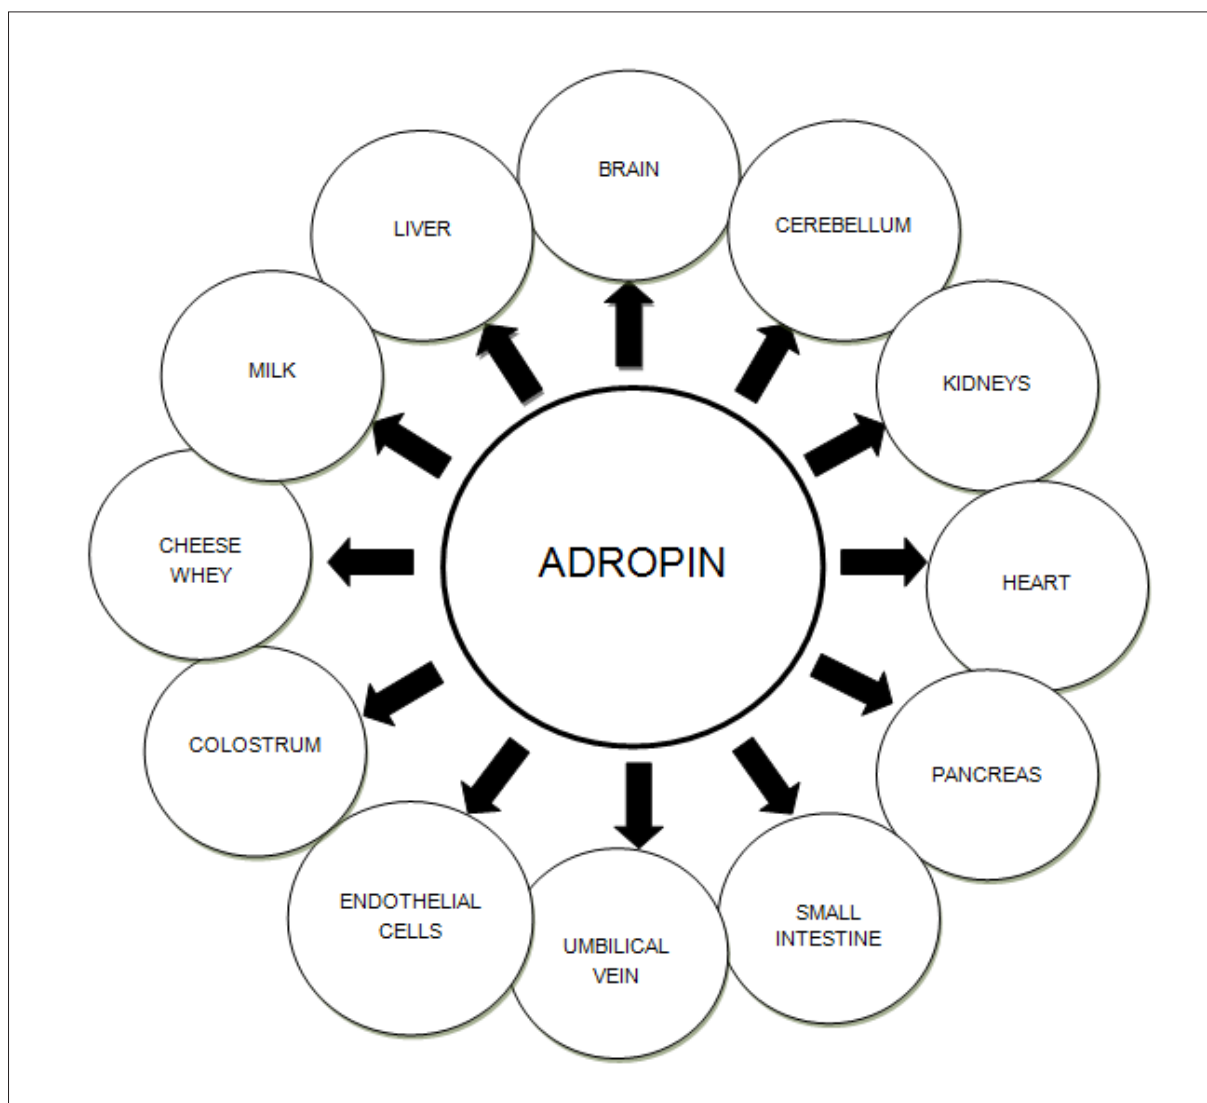 BRAIN
CEREBELLUM
LIVER
MILK
KIDNEYS
CHEESE
WHEY
ADROPIN
HEART
COLOSTRUM
PANCREAS
ENDOTHELIAL
CELLS
UMBILICAL
VEIN
SMALL
INTESTINE